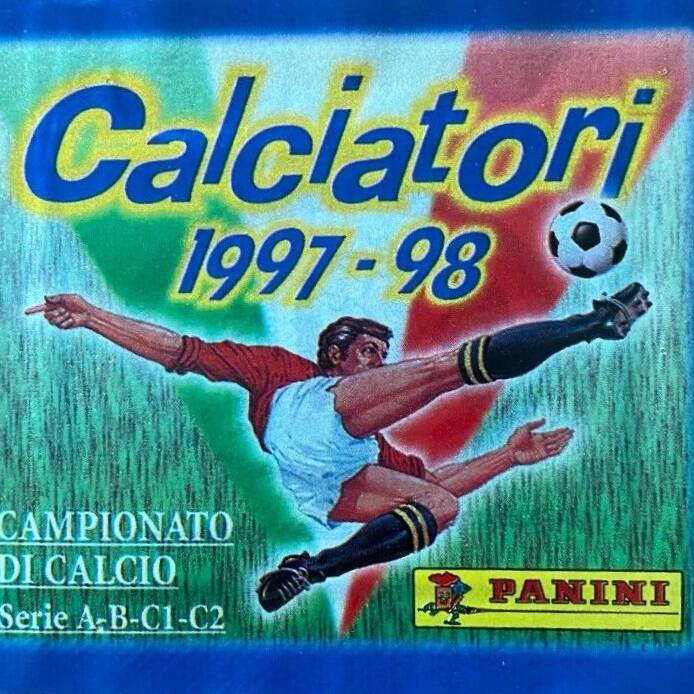 Calciatori
1997-98
CAMPIONATO
DI CALCIO
Serie A-B-C1-C2
PANINI